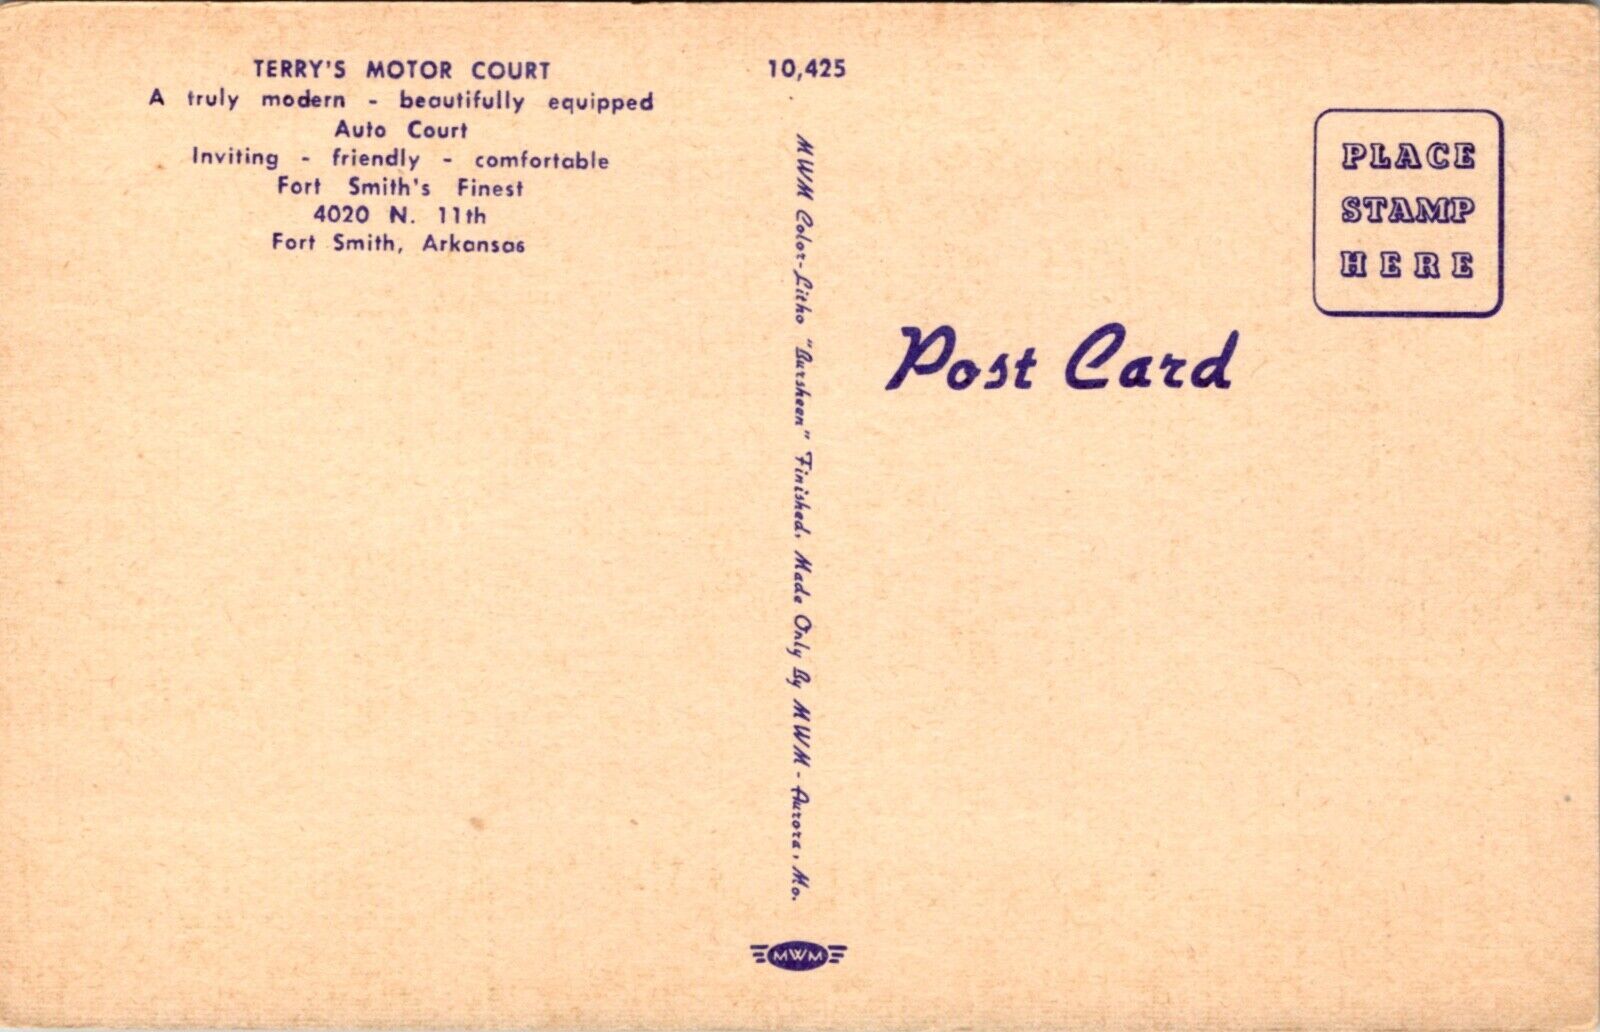 TERRY'S MOTOR COURT
A truly modern - beautifully equipped
Auto Court
Inviting - friendly - comfortable
Fort Smith's Finest
4020 N. 11th
Fort Smith, Arkansas
10,425
MWM Color-Litho "Bursheen" Finished. Made Only By MWM - Aurora, Mo.
MWM
PLACE
STAMP
HERE
Post Card